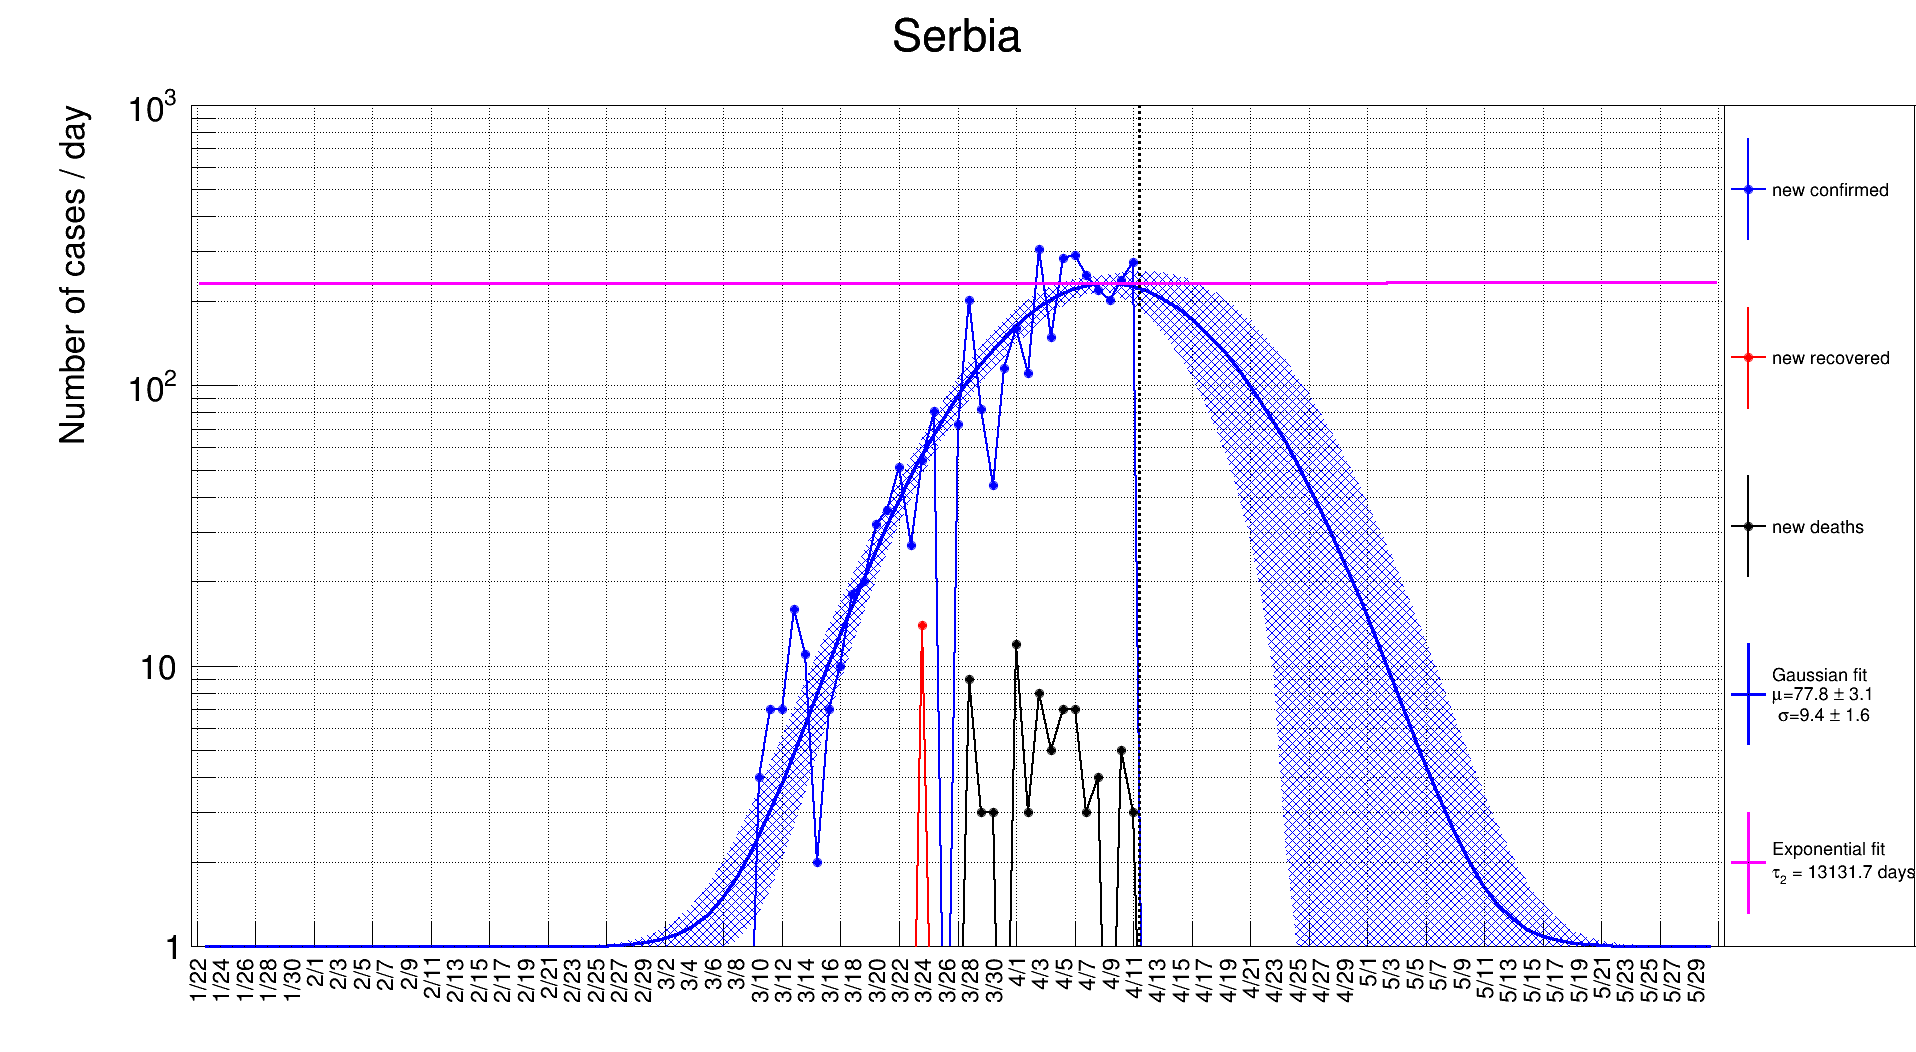 Serbia
Number of cases / day
10³
10²
10
1
1/22 1/24 1/26 1/28 1/30 2/1 2/3 2/5 2/7 2/9 2/11 2/13 2/15 2/17 2/19 2/21 2/23 2/25 2/27 2/29 3/2 3/4 3/6 3/8 3/10 3/12 3/14 3/16 3/18 3/20 3/22 3/24 3/26 3/28 3/30 4/1 4/3 4/5 4/7 4/9 4/11 4/13 4/15 4/17 4/19 4/21 4/23 4/25 4/27 4/29 5/1 5/3 5/5 5/7 5/9 5/11 5/13 5/15 5/17 5/19 5/21 5/23 5/25 5/27 5/29
new confirmed
new recovered
new deaths
Gaussian fit
μ=77.8 ± 3.1
σ=9.4 ± 1.6
Exponential fit
τ₂ = 13131.7 days